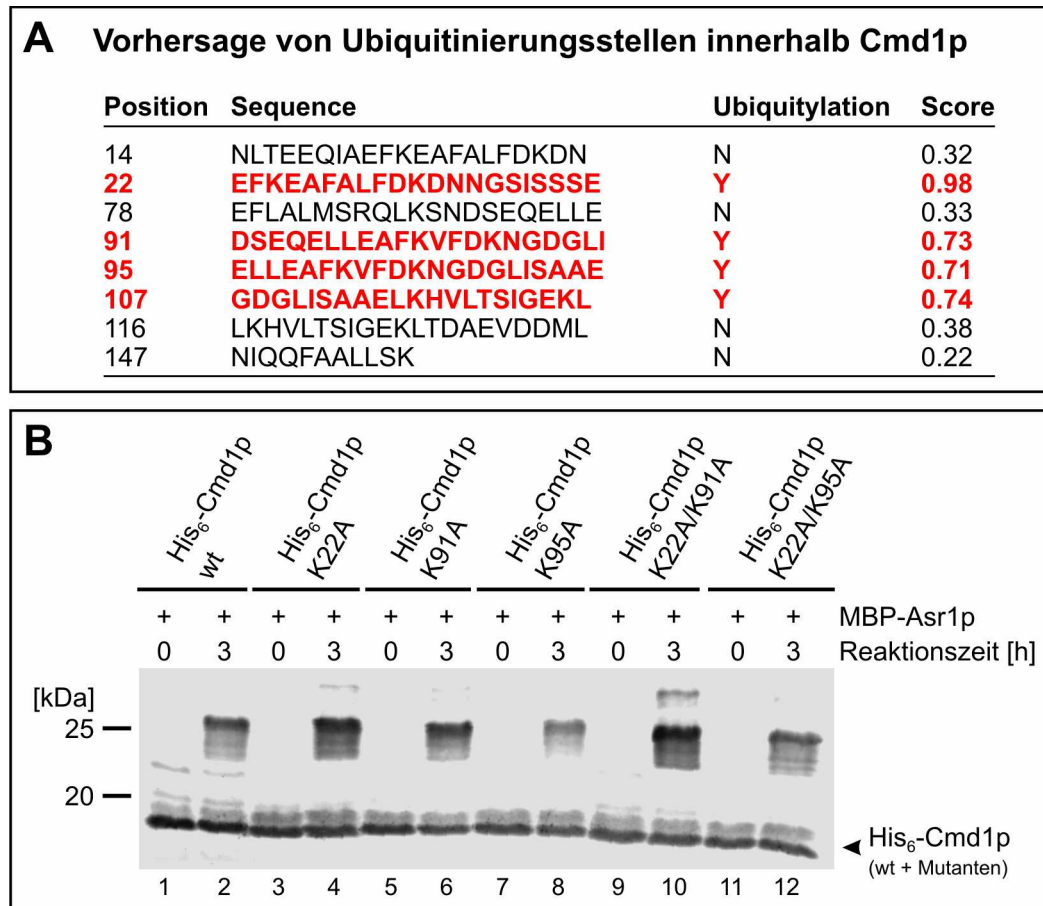 A Vorhersage von Ubiquitinierungsstellen innerhalb Cmd1p
Position Sequence Ubiquitylation Score
14 NLTEEQIAEFKEAFALFDKDN N 0.32
22 EFKEAFALFDKDNNGSISSSE Y 0.98
78 EFLALMSRQLKSNDSEQELLE N 0.33
91 DSEQELLEAFKVFDKNGDGLI Y 0.73
95 ELLEAFKVFDKNGDGLISAAE Y 0.71
107 GDGLISAAELKHVLTSIGEKL Y 0.74
116 LKHVLTSIGEKLTDAEVDDML N 0.38
147 NIQQFAALLSK N 0.22
B
His₆-Cmd1p
wt
His₆-Cmd1p
K22A
His₆-Cmd1p
K91A
His₆-Cmd1p
K95A
His₆-Cmd1p
K22A/K91A
His₆-Cmd1p
K22A/K95A
+ + + + + + + + + + + + MBP-Asr1p
0 3 0 3 0 3 0 3 0 3 0 3 Reaktionszeit [h]
[kDa]
25
20
His₆-Cmd1p
(wt + Mutanten)
1 2 3 4 5 6 7 8 9 10 11 12